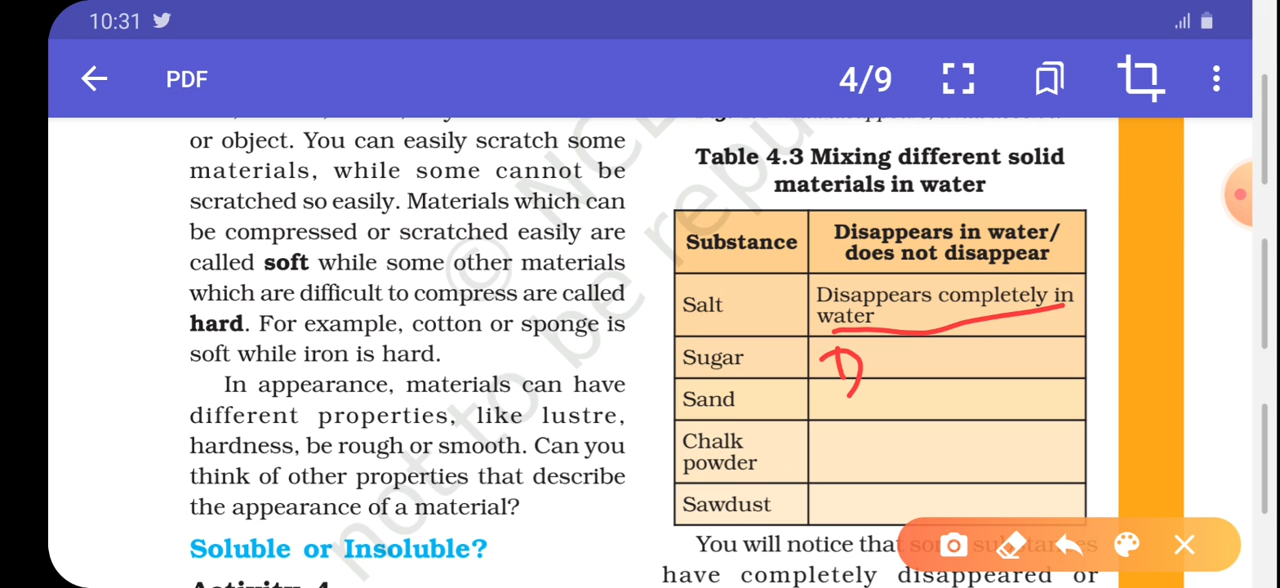 10:31
PDF
4/9
or object. You can easily scratch some
materials, while some cannot be
scratched so easily. Materials which can
be compressed or scratched easily are
called soft while some other materials
which are difficult to compress are called
hard. For example, cotton or sponge is
soft while iron is hard.
In appearance, materials can have
different properties, like lustre,
hardness, be rough or smooth. Can you
think of other properties that describe
the appearance of a material?
Soluble or Insoluble?
Table 4.3 Mixing different solid
materials in water
Substance
Disappears in water/
does not disappear
Salt
Disappears completely in
water
Sugar
D
Sand
Chalk
powder
Sawdust
You will notice that some substances
have completely disappeared or
not to be repu